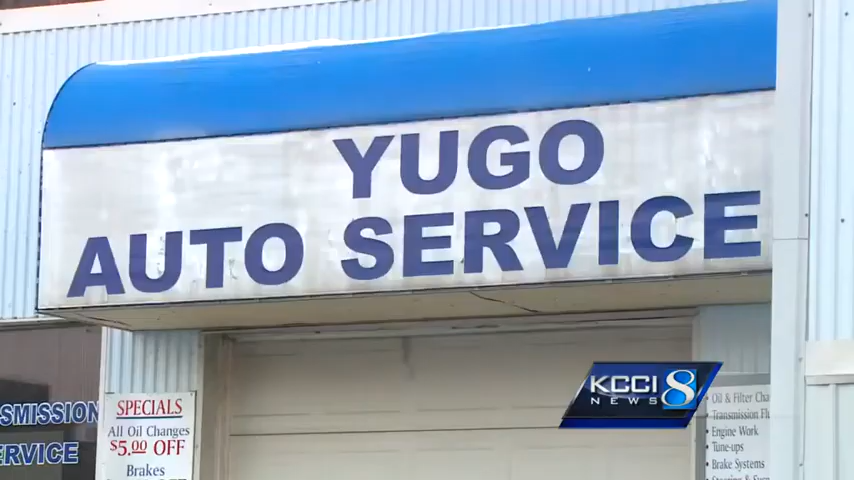 YUGO
AUTO SERVICE
SMISSION
ERVICE
SPECIALS
All Oil Changes
$5.00 OFF
Brakes
KCCI 8
NEWS
• Oil & Filter Cha
• Transmission Fl
• Engine Work
• Tune-ups
• Brake Systems